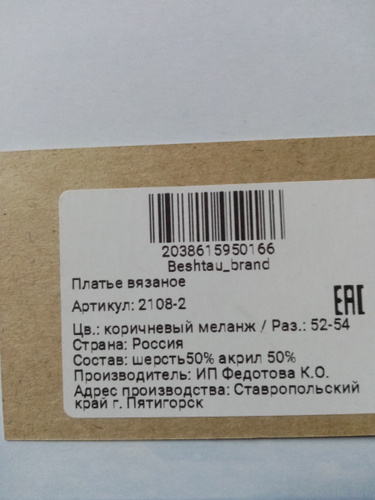 2038615950166
Beshtau_brand
Платье вязаное
Артикул: 2108-2
EAC
Цв.: коричневый меланж / Раз.: 52-54
Страна: Россия
Состав: шерсть50% акрил 50%
Производитель: ИП Федотова К.О.
Адрес производства: Ставропольский
край г. Пятигорск